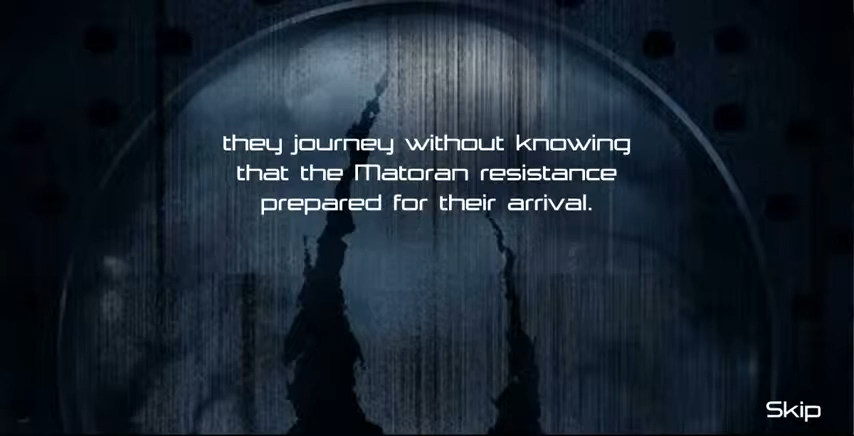 they journey without knowing
that the Matoran resistance
prepared for their arrival.
Skip